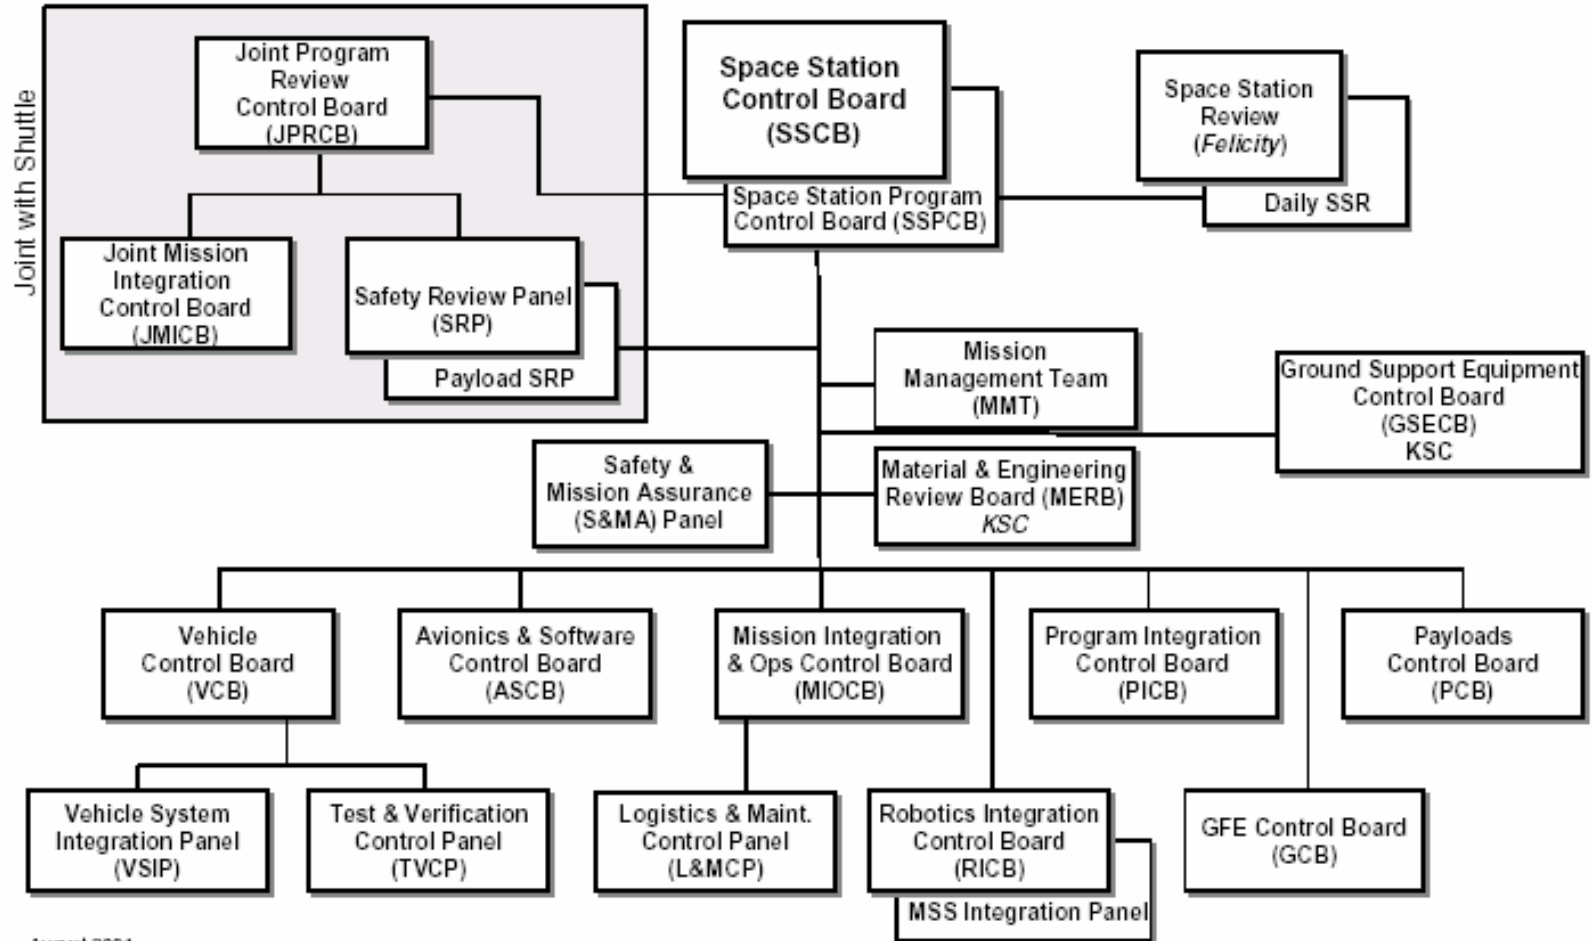 Joint with Shuttle
Joint Program
Review
Control Board
(JPRCB)
Joint Mission
Integration
Control Board
(JMICB)
Safety Review Panel
(SRP)
Payload SRP
Space Station
Control Board
(SSCB)
Space Station Program
Control Board (SSPCB)
Space Station
Review
(Felicity)
Daily SSR
Mission
Management Team
(MMT)
Ground Support Equipment
Control Board
(GSECB)
KSC
Safety &
Mission Assurance
(S&MA) Panel
Material & Engineering
Review Board (MERB)
KSC
Vehicle
Control Board
(VCB)
Avionics & Software
Control Board
(ASCB)
Mission Integration
& Ops Control Board
(MIOCB)
Program Integration
Control Board
(PICB)
Payloads
Control Board
(PCB)
Vehicle System
Integration Panel
(VSIP)
Test & Verification
Control Panel
(TVCP)
Logistics & Maint.
Control Panel
(L&MCP)
Robotics Integration
Control Board
(RICB)
MSS Integration Panel
GFE Control Board
(GCB)